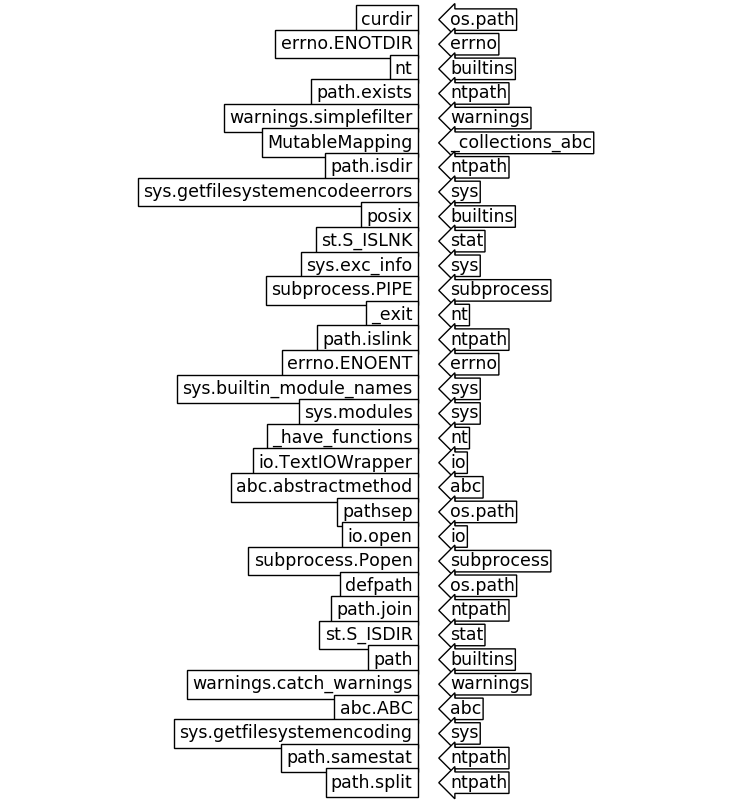 curdir os.path
errno.ENOTDIR errno
nt builtins
path.exists ntpath
warnings.simplefilter warnings
MutableMapping _collections_abc
path.isdir ntpath
sys.getfilesystemencodeerrors sys
posix builtins
st.S_ISLNK stat
sys.exc_info sys
subprocess.PIPE subprocess
_exit nt
path.islink ntpath
errno.ENOENT errno
sys.builtin_module_names sys
sys.modules sys
_have_functions nt
io.TextIOWrapper io
abc.abstractmethod abc
pathsep os.path
io.open io
subprocess.Popen subprocess
defpath os.path
path.join ntpath
st.S_ISDIR stat
path builtins
warnings.catch_warnings warnings
abc.ABC abc
sys.getfilesystemencoding sys
path.samestat ntpath
path.split ntpath